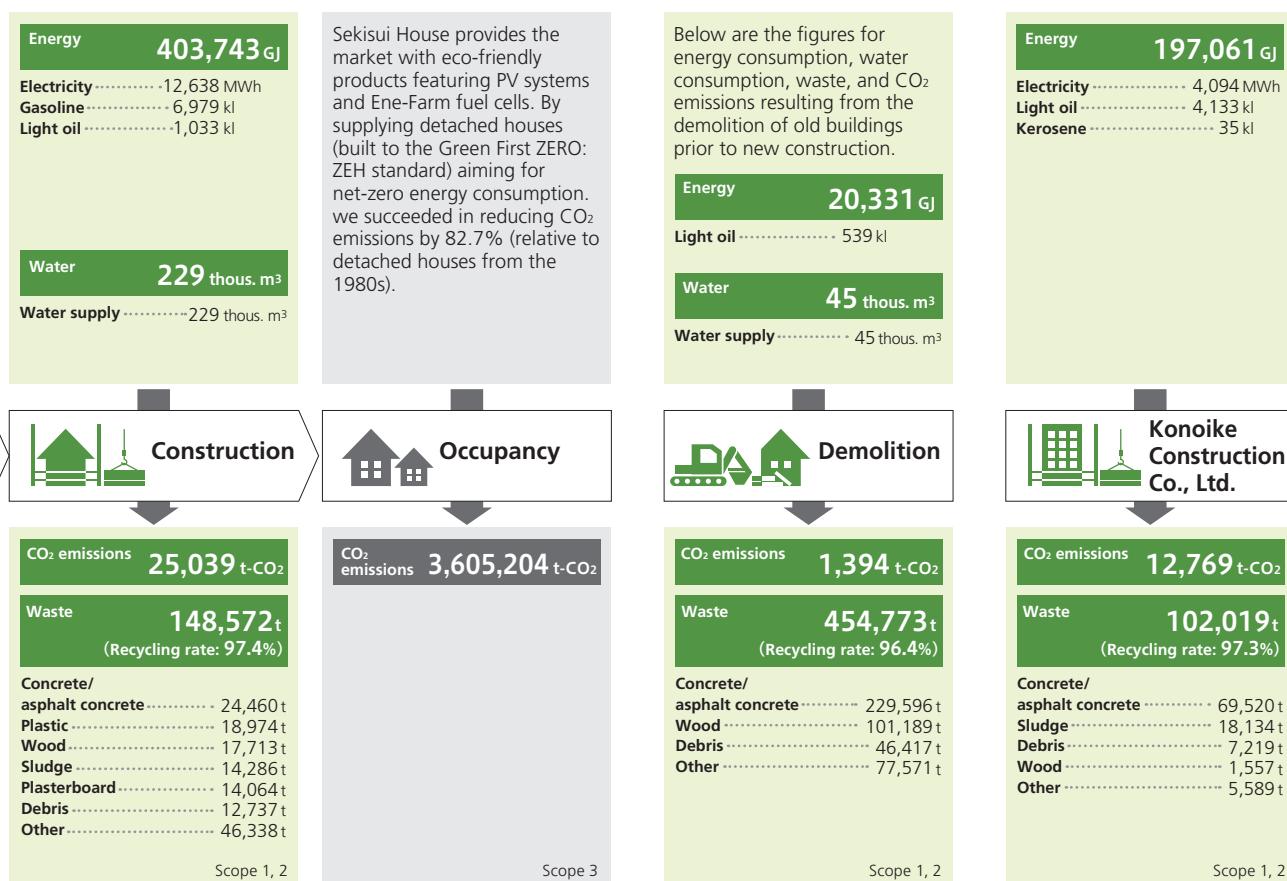 Energy 403,743 GJ
Electricity 12,638 MWh
Gasoline 6,979 kl
Light oil 1,033 kl
Water 229 thous. m3
Water supply 229 thous. m3
Construction
CO2 emissions 25,039 t-CO2
Waste 148,572 t
(Recycling rate: 97.4%)
Concrete/
asphalt concrete 24,460 t
Plastic 18,974 t
Wood 17,713 t
Sludge 14,286 t
Plasterboard 14,064 t
Debris 12,737 t
Other 46,338 t
Scope 1, 2
Sekisui House provides the
market with eco-friendly
products featuring PV systems
and Ene-Farm fuel cells. By
supplying detached houses
(built to the Green First ZERO:
ZEH standard) aiming for
net-zero energy consumption.
we succeeded in reducing CO2
emissions by 82.7% (relative to
detached houses from the
1980s).
Occupancy
CO2
emissions 3,605,204 t-CO2
Scope 3
Below are the figures for
energy consumption, water
consumption, waste, and CO2
emissions resulting from the
demolition of old buildings
prior to new construction.
Energy 20,331 GJ
Light oil 539 kl
Water 45 thous. m3
Water supply 45 thous. m3
Demolition
CO2 emissions 1,394 t-CO2
Waste 454,773 t
(Recycling rate: 96.4%)
Concrete/
asphalt concrete 229,596 t
Wood 101,189 t
Debris 46,417 t
Other 77,571 t
Scope 1, 2
Energy 197,061 GJ
Electricity 4,094 MWh
Light oil 4,133 kl
Kerosene 35 kl
Konoike
Construction
Co., Ltd.
CO2 emissions 12,769 t-CO2
Waste 102,019 t
(Recycling rate: 97.3%)
Concrete/
asphalt concrete 69,520 t
Sludge 18,134 t
Debris 7,219 t
Wood 1,557 t
Other 5,589 t
Scope 1, 2